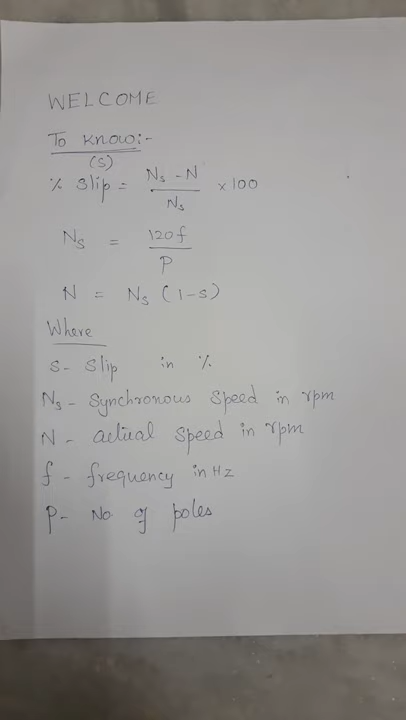 WELCOME
To know:-
(s)
% Slip = Ns - N / Ns × 100
Ns = 120f / P
N = Ns (1-s)
Where
S- Slip in %
Ns - Synchronous Speed in rpm
N - actual Speed in rpm
f - frequency in Hz
P- No of poles